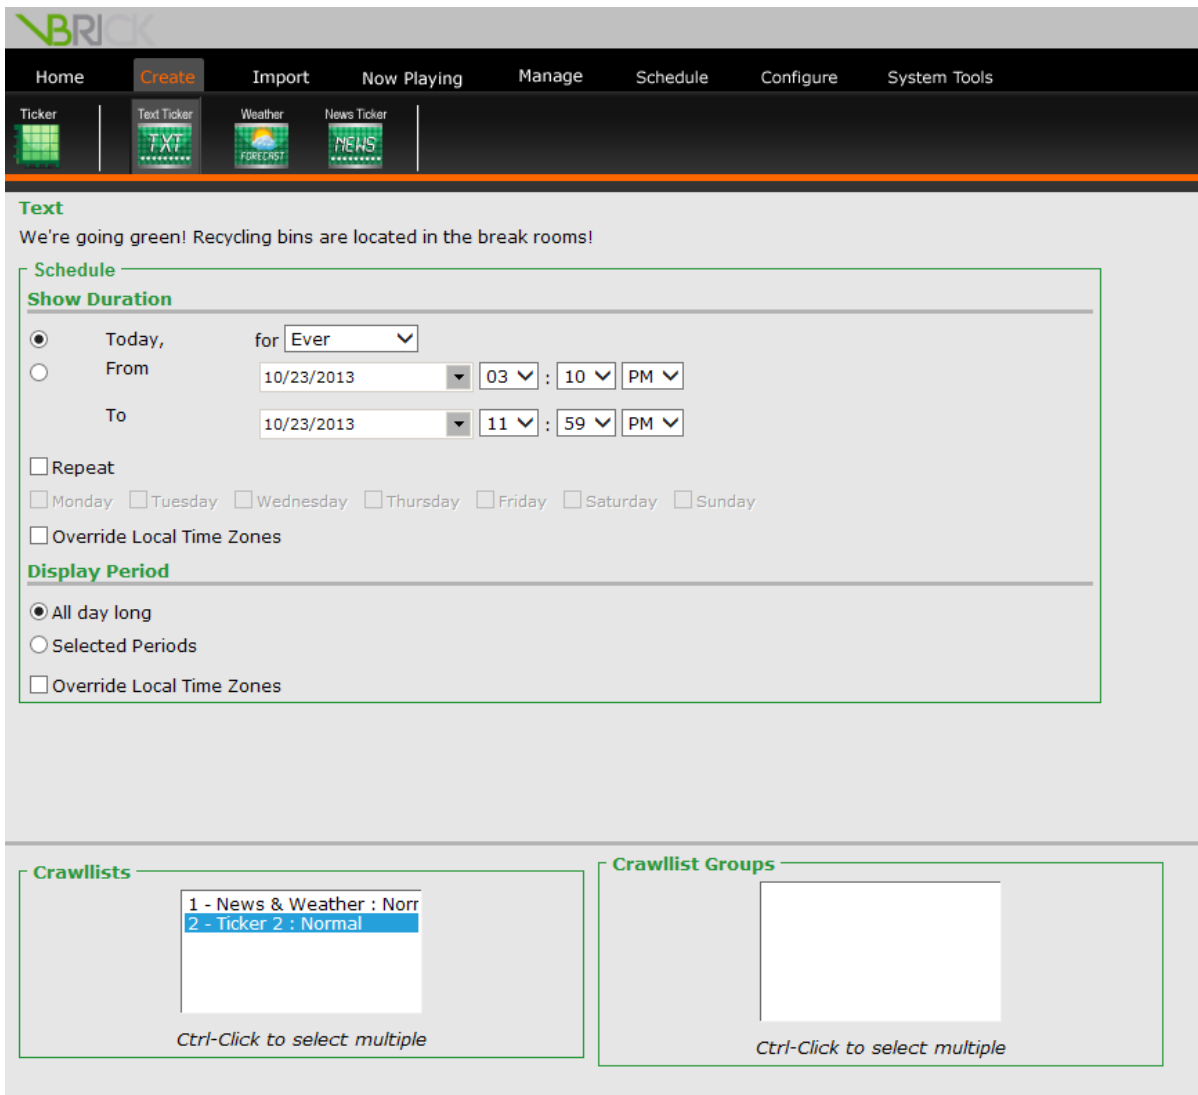 VBRICK
Home Create Import Now Playing Manage Schedule Configure System Tools
Ticker Text Ticker Weather News Ticker
TXT FORECAST NEWS
Text
We're going green! Recycling bins are located in the break rooms!
Schedule
Show Duration
Today, for Ever
From 10/23/2013 03 : 10 PM
To 10/23/2013 11 : 59 PM
Repeat
Monday Tuesday Wednesday Thursday Friday Saturday Sunday
Override Local Time Zones
Display Period
All day long
Selected Periods
Override Local Time Zones
Crawllists
1 - News & Weather : Norr
2 - Ticker 2 : Normal
Ctrl-Click to select multiple
Crawllist Groups
Ctrl-Click to select multiple